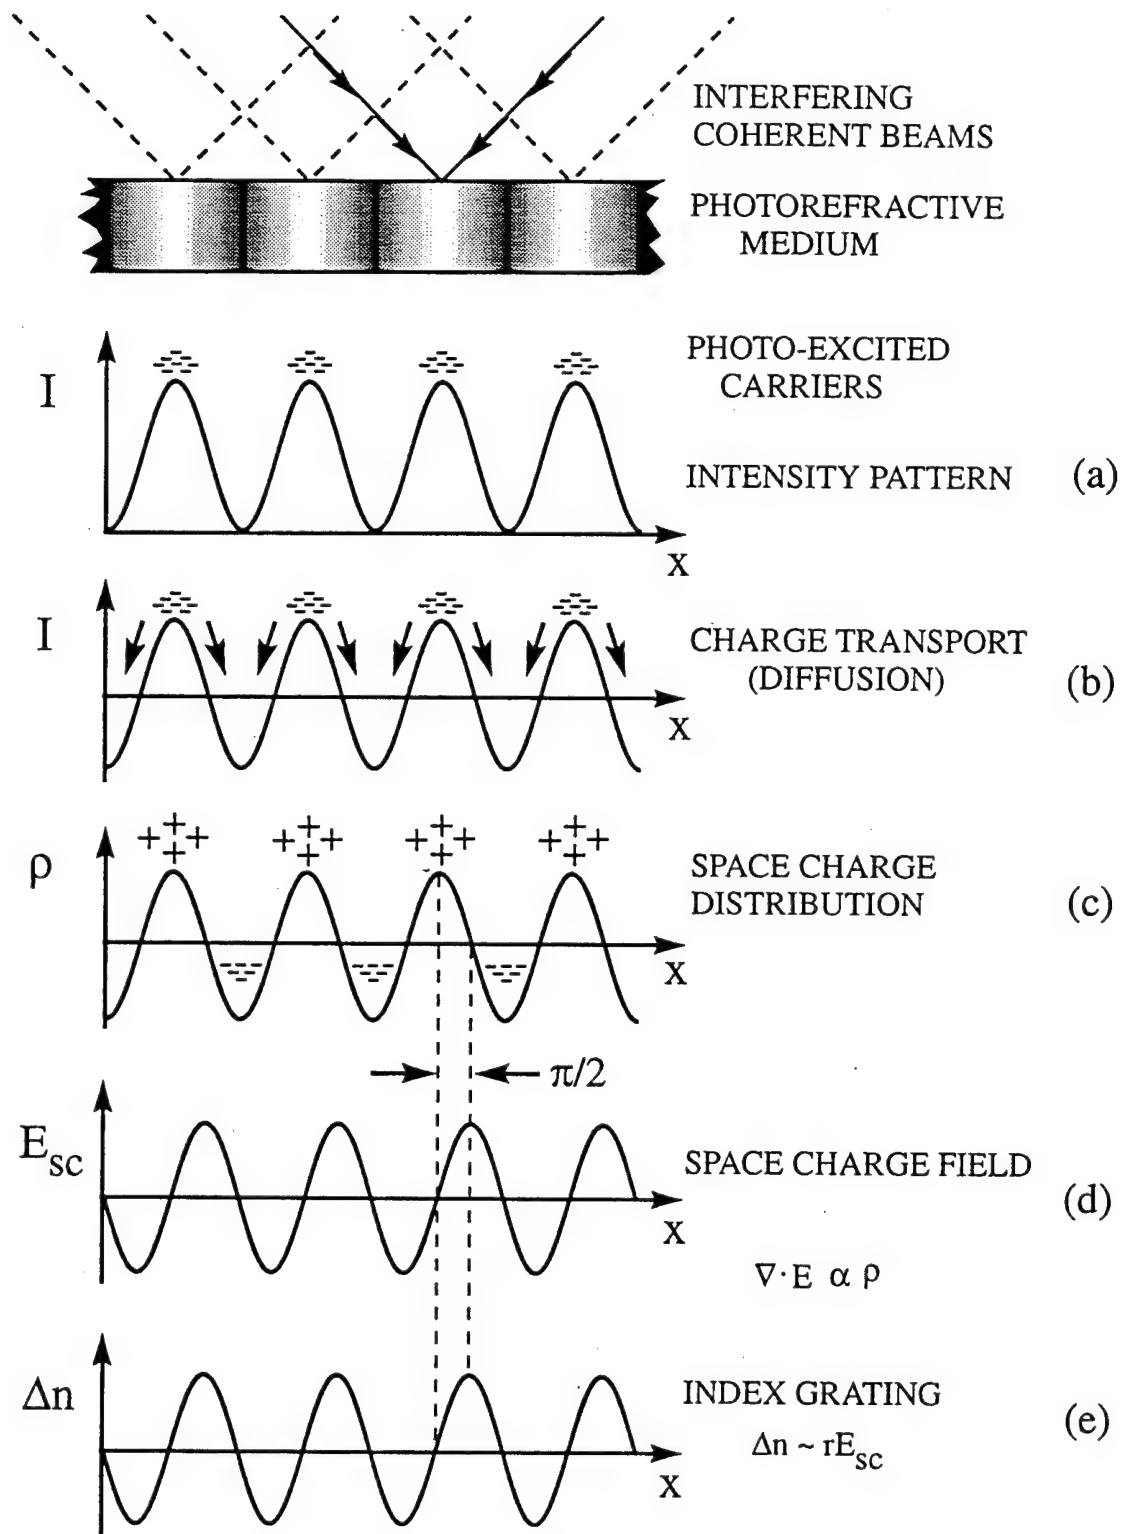 INTERFERING
COHERENT BEAMS
PHOTOREFRACTIVE
MEDIUM
PHOTO-EXCITED
CARRIERS
I
INTENSITY PATTERN
(a)
X
I
CHARGE TRANSPORT
(DIFFUSION)
(b)
X
ρ
SPACE CHARGE
DISTRIBUTION
(c)
X
π/2
E_sc
SPACE CHARGE FIELD
(d)
X
∇·E α ρ
Δn
INDEX GRATING
(e)
Δn ~ rE_sc
X